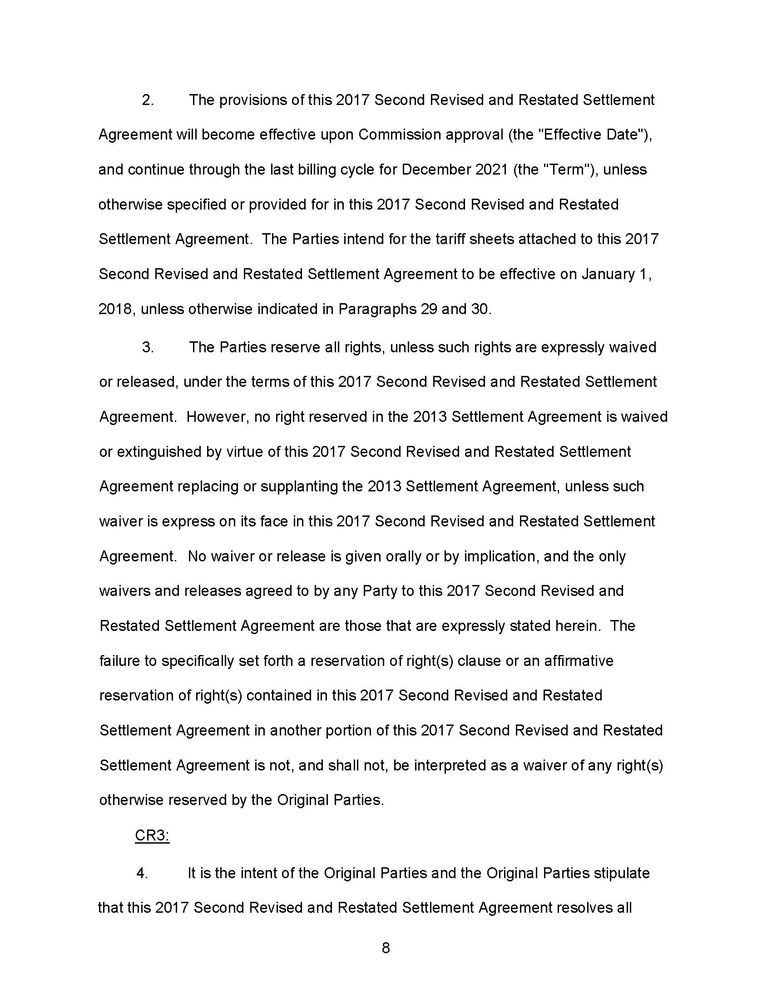 2. The provisions of this 2017 Second Revised and Restated Settlement
Agreement will become effective upon Commission approval (the "Effective Date"),
and continue through the last billing cycle for December 2021 (the "Term"), unless
otherwise specified or provided for in this 2017 Second Revised and Restated
Settlement Agreement. The Parties intend for the tariff sheets attached to this 2017
Second Revised and Restated Settlement Agreement to be effective on January 1,
2018, unless otherwise indicated in Paragraphs 29 and 30.
3. The Parties reserve all rights, unless such rights are expressly waived
or released, under the terms of this 2017 Second Revised and Restated Settlement
Agreement. However, no right reserved in the 2013 Settlement Agreement is waived
or extinguished by virtue of this 2017 Second Revised and Restated Settlement
Agreement replacing or supplanting the 2013 Settlement Agreement, unless such
waiver is express on its face in this 2017 Second Revised and Restated Settlement
Agreement. No waiver or release is given orally or by implication, and the only
waivers and releases agreed to by any Party to this 2017 Second Revised and
Restated Settlement Agreement are those that are expressly stated herein. The
failure to specifically set forth a reservation of right(s) clause or an affirmative
reservation of right(s) contained in this 2017 Second Revised and Restated
Settlement Agreement in another portion of this 2017 Second Revised and Restated
Settlement Agreement is not, and shall not, be interpreted as a waiver of any right(s)
otherwise reserved by the Original Parties.
CR3:
4. It is the intent of the Original Parties and the Original Parties stipulate
that this 2017 Second Revised and Restated Settlement Agreement resolves all
8